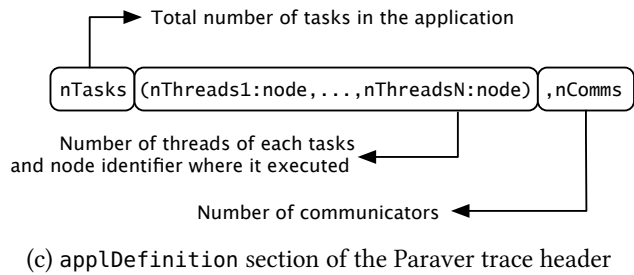 Total number of tasks in the application
nTasks (nThreads1:node,...,nThreadsN:node) ,nComms
Number of threads of each tasks
and node identifier where it executed
Number of communicators
(c) applDefinition section of the Paraver trace header